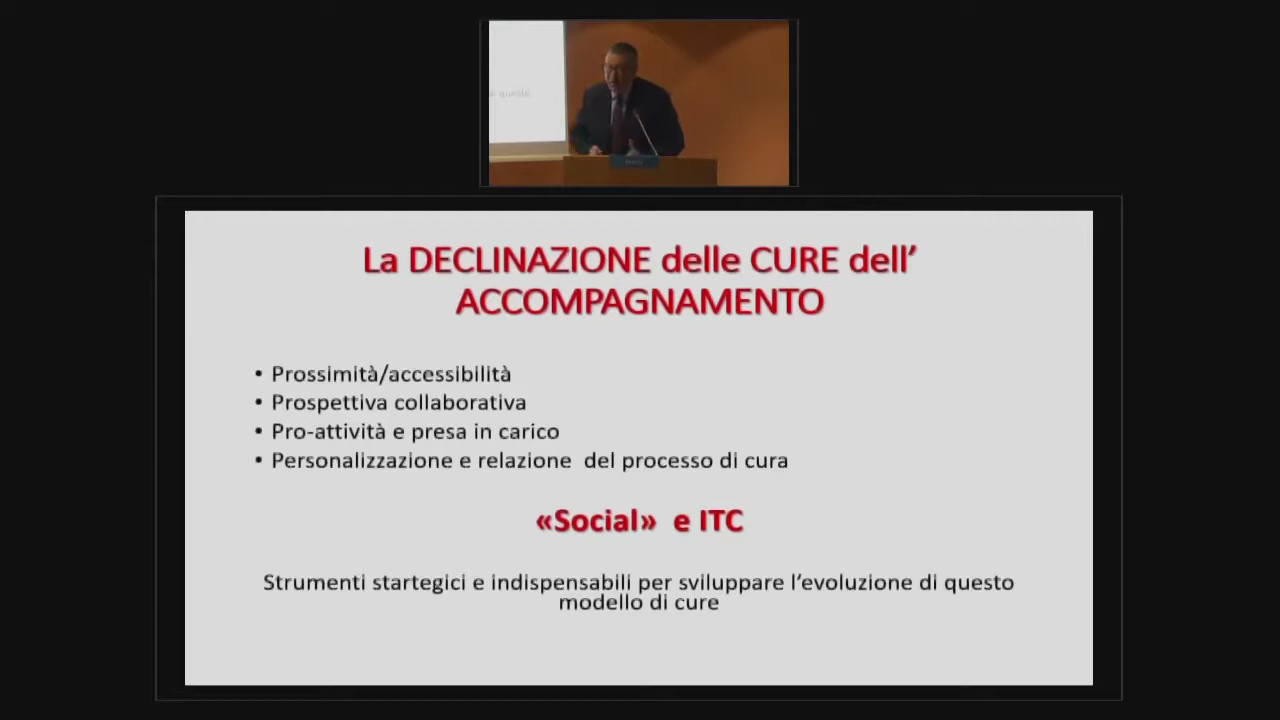 questo
La DECLINAZIONE delle CURE dell’
ACCOMPAGNAMENTO
• Prossimità/accessibilità
• Prospettiva collaborativa
• Pro-attività e presa in carico
• Personalizzazione e relazione del processo di cura
«Social» e ITC
Strumenti startegici e indispensabili per sviluppare l’evoluzione di questo
modello di cure